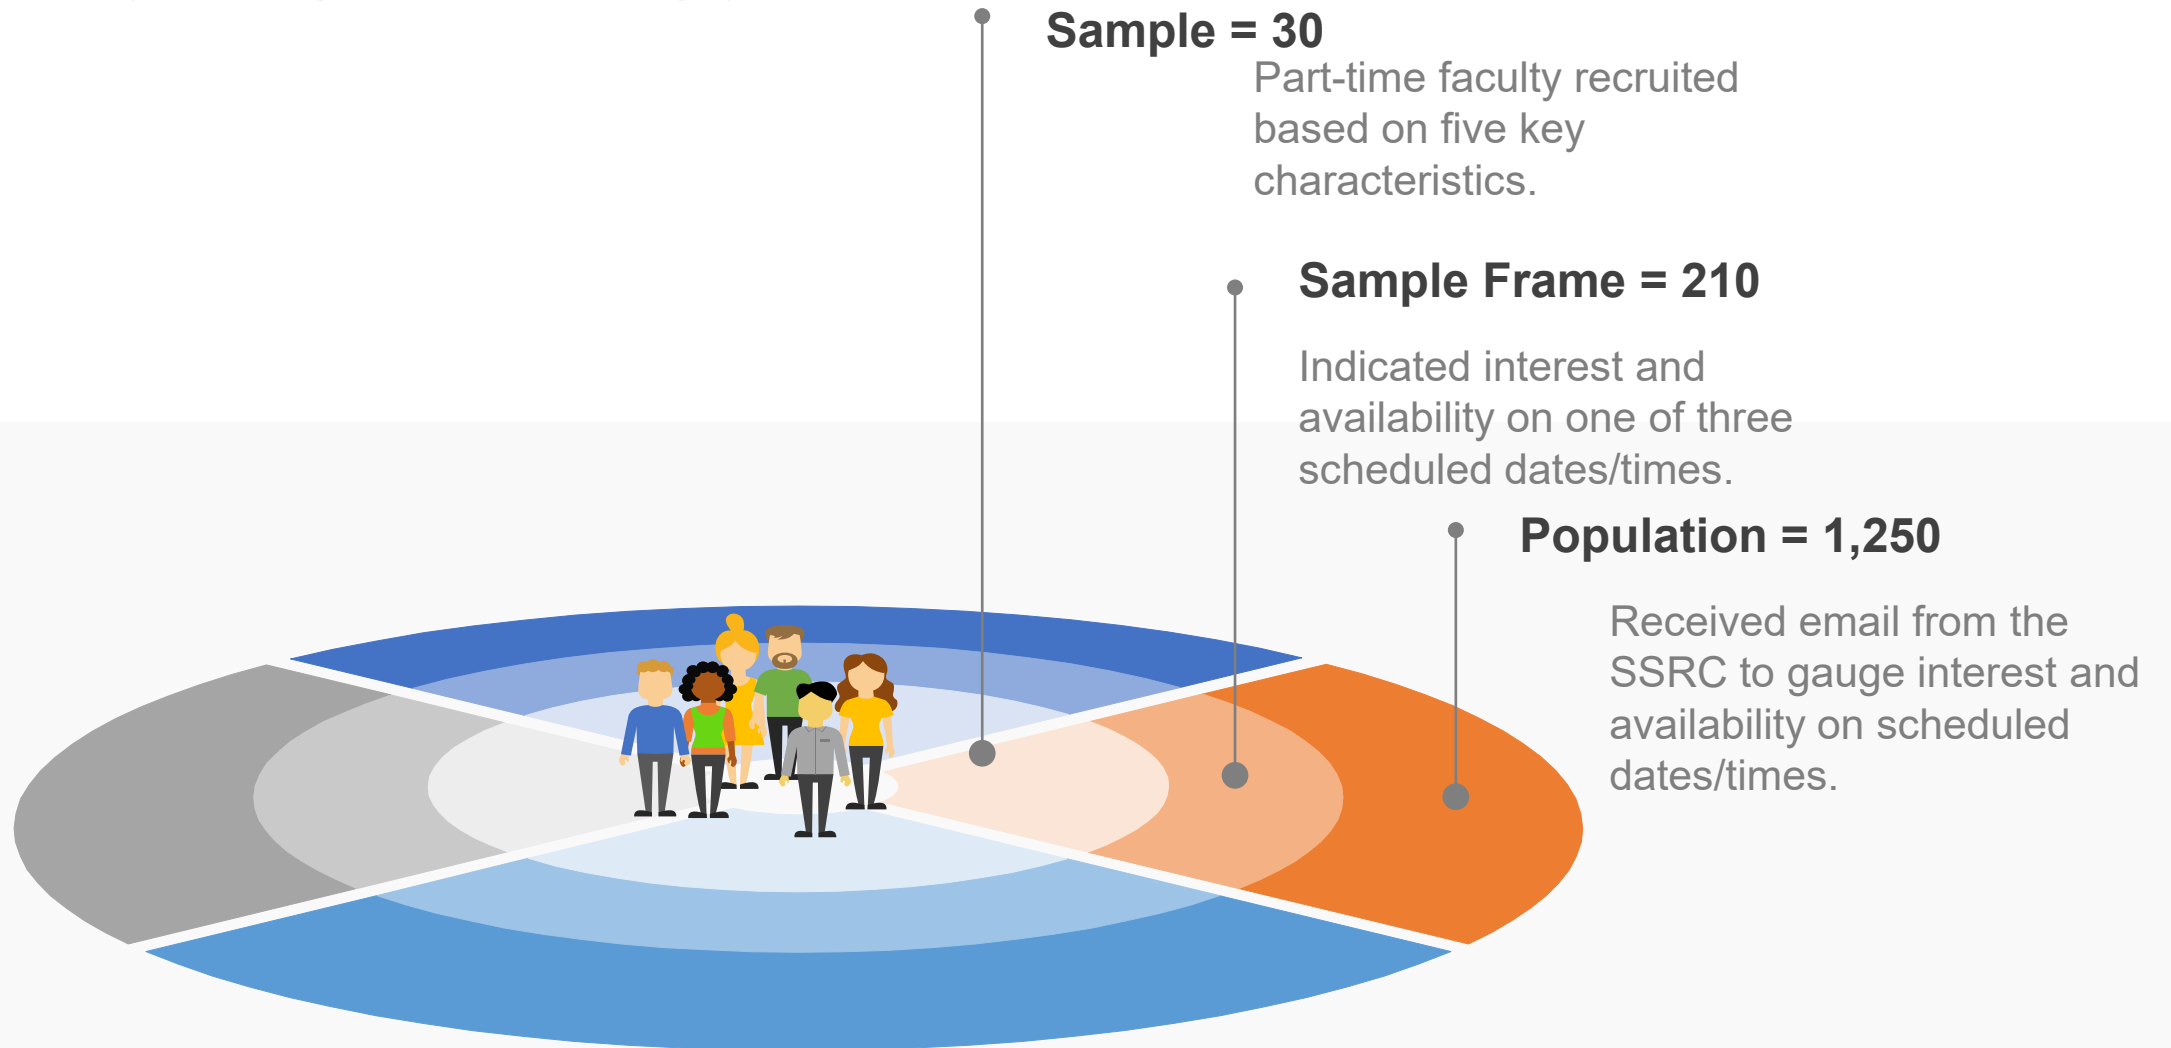 Sample = 30
Part-time faculty recruited
based on five key
characteristics.
Sample Frame = 210
Indicated interest and
availability on one of three
scheduled dates/times.
Population = 1,250
Received email from the
SSRC to gauge interest and
availability on scheduled
dates/times.